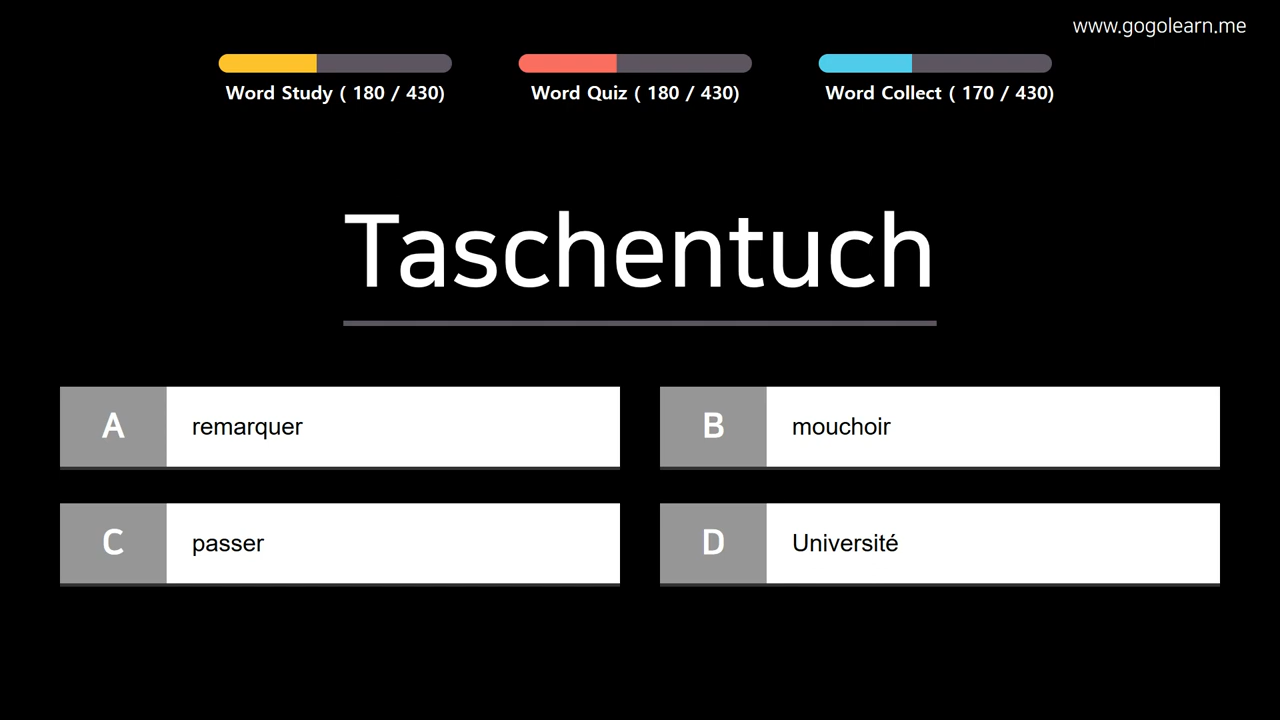 www.gogolearn.me
Word Study ( 180 / 430)
Word Quiz ( 180 / 430)
Word Collect ( 170 / 430)
Taschentuch
A remarquer
B mouchoir
C passer
D Université